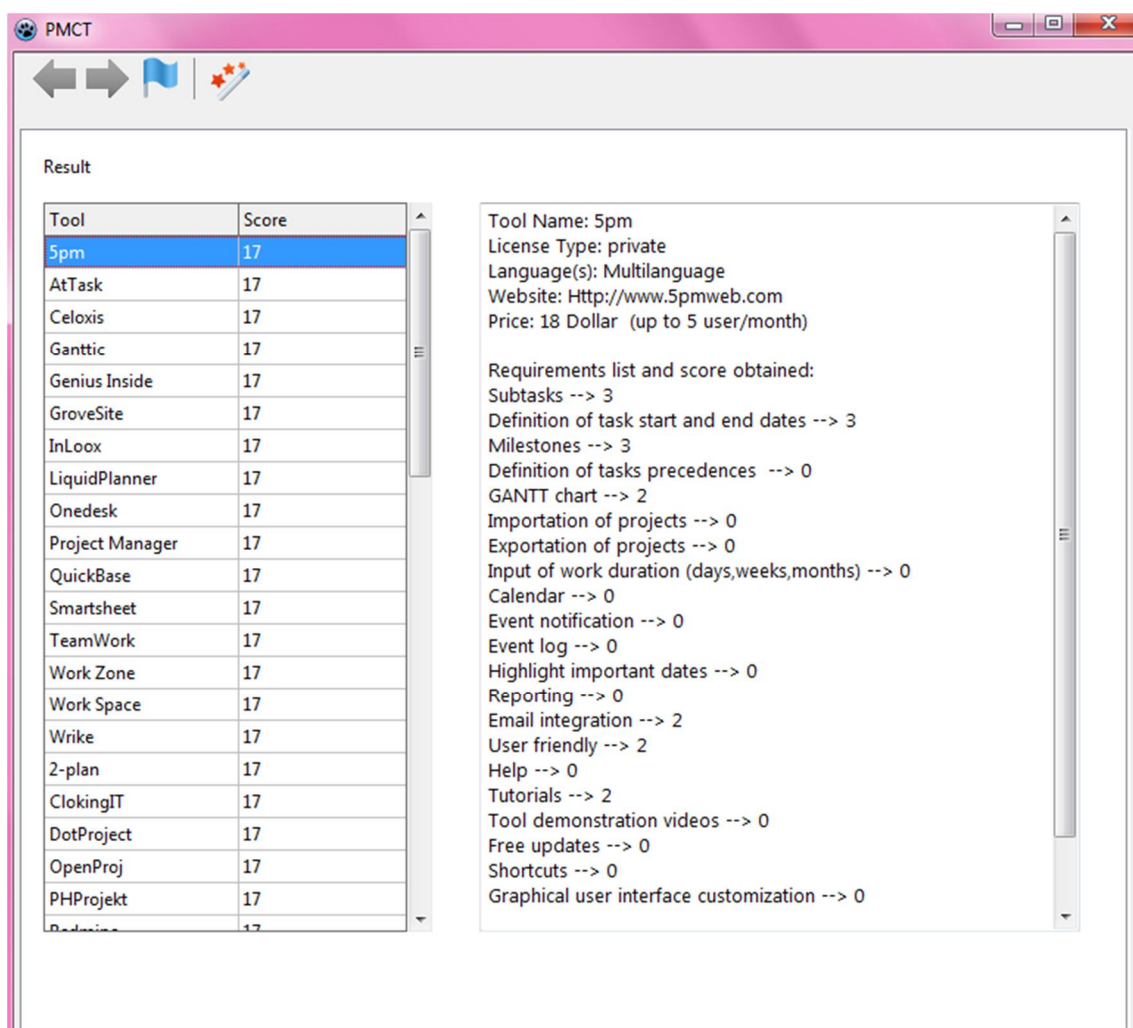 PMCT
Result
Tool Score
5pm 17
AtTask 17
Celoxis 17
Ganttic 17
Genius Inside 17
GroveSite 17
InLoox 17
LiquidPlanner 17
Onedesk 17
Project Manager 17
QuickBase 17
Smartsheet 17
TeamWork 17
Work Zone 17
Work Space 17
Wrike 17
2-plan 17
ClokingIT 17
DotProject 17
OpenProj 17
PHProjekt 17
Redmine 17
Tool Name: 5pm
License Type: private
Language(s): Multilanguage
Website: Http://www.5pmweb.com
Price: 18 Dollar (up to 5 user/month)
Requirements list and score obtained:
Subtasks --> 3
Definition of task start and end dates --> 3
Milestones --> 3
Definition of tasks precedences --> 0
GANTT chart --> 2
Importation of projects --> 0
Exportation of projects --> 0
Input of work duration (days,weeks,months) --> 0
Calendar --> 0
Event notification --> 0
Event log --> 0
Highlight important dates --> 0
Reporting --> 0
Email integration --> 2
User friendly --> 2
Help --> 0
Tutorials --> 2
Tool demonstration videos --> 0
Free updates --> 0
Shortcuts --> 0
Graphical user interface customization --> 0